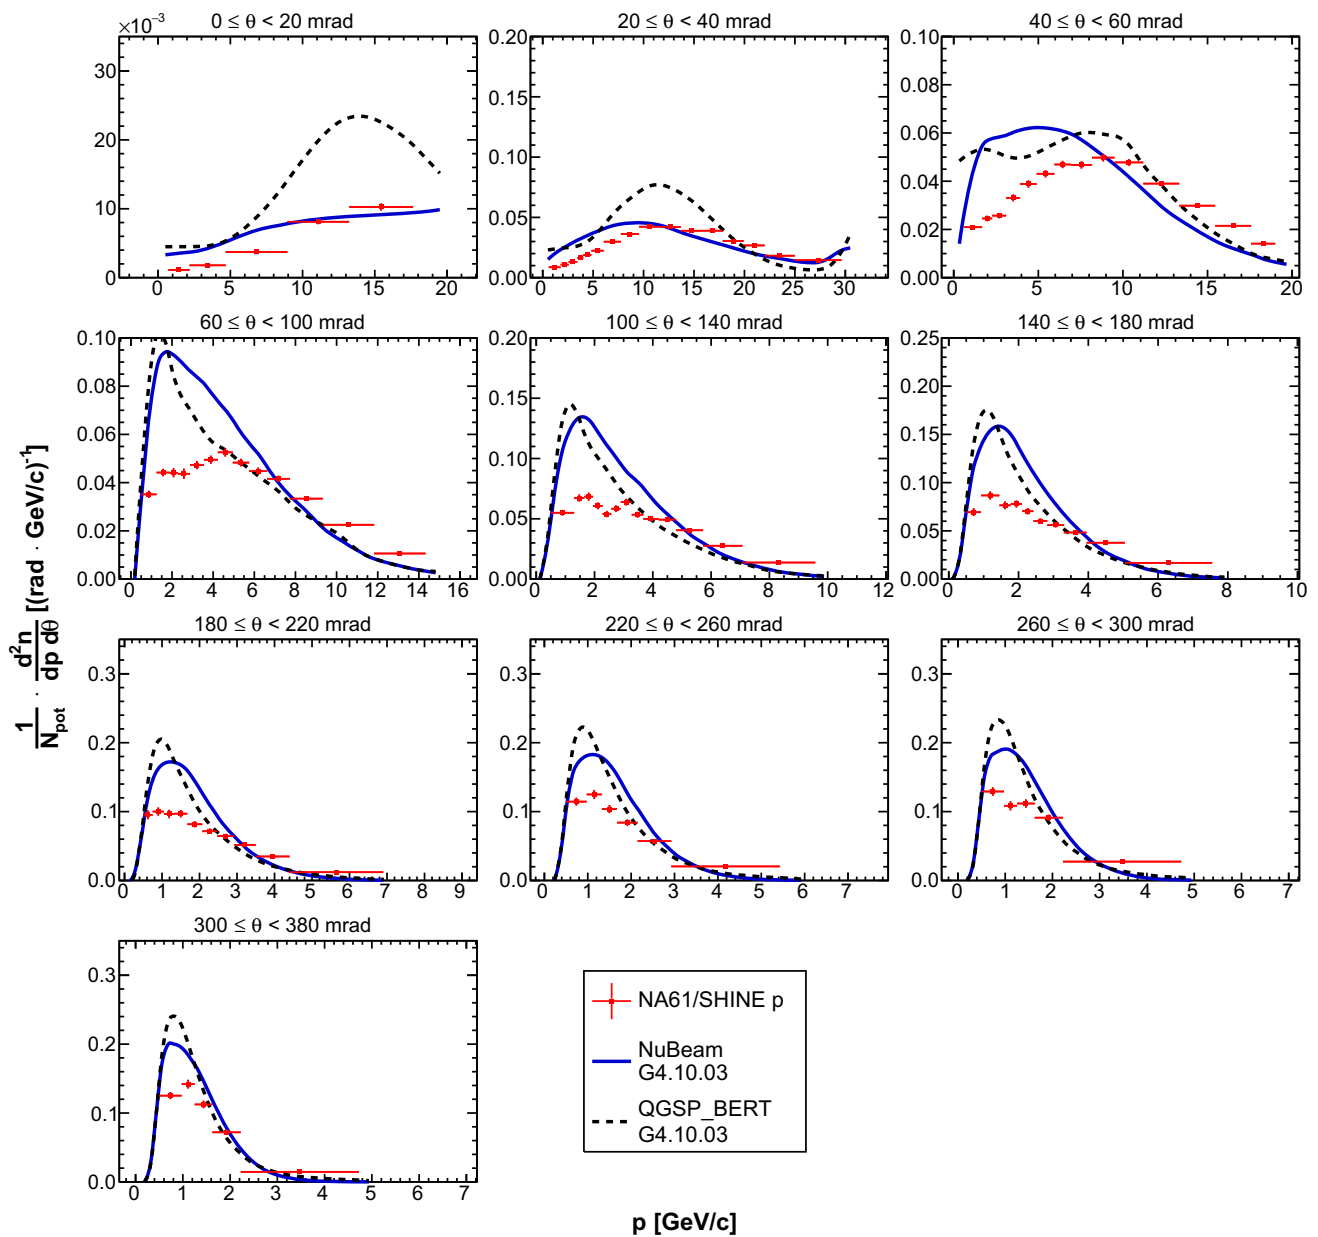 ×10⁻³ 0 ≤ θ < 20 mrad
30
20
10
0
0 5 10 15 20
20 ≤ θ < 40 mrad
0.20
0.15
0.10
0.05
0.00
0 5 10 15 20 25 30
40 ≤ θ < 60 mrad
0.10
0.08
0.06
0.04
0.02
0.00
0 5 10 15 20
60 ≤ θ < 100 mrad
0.10
0.08
0.06
0.04
0.02
0.00
0 2 4 6 8 10 12 14 16
100 ≤ θ < 140 mrad
0.20
0.15
0.10
0.05
0.00
0 2 4 6 8 10 12
140 ≤ θ < 180 mrad
0.25
0.20
0.15
0.10
0.05
0.00
0 2 4 6 8 10
180 ≤ θ < 220 mrad
0.3
0.2
0.1
0.0
0 1 2 3 4 5 6 7 8 9
220 ≤ θ < 260 mrad
0.3
0.2
0.1
0.0
0 1 2 3 4 5 6 7
260 ≤ θ < 300 mrad
0.3
0.2
0.1
0.0
0 1 2 3 4 5 6 7
300 ≤ θ < 380 mrad
0.3
0.2
0.1
0.0
0 1 2 3 4 5 6 7
1/N_pot · d²n/dp dθ [(rad · GeV/c)⁻¹]
NA61/SHINE p
NuBeam
G4.10.03
QGSP_BERT
G4.10.03
p [GeV/c]